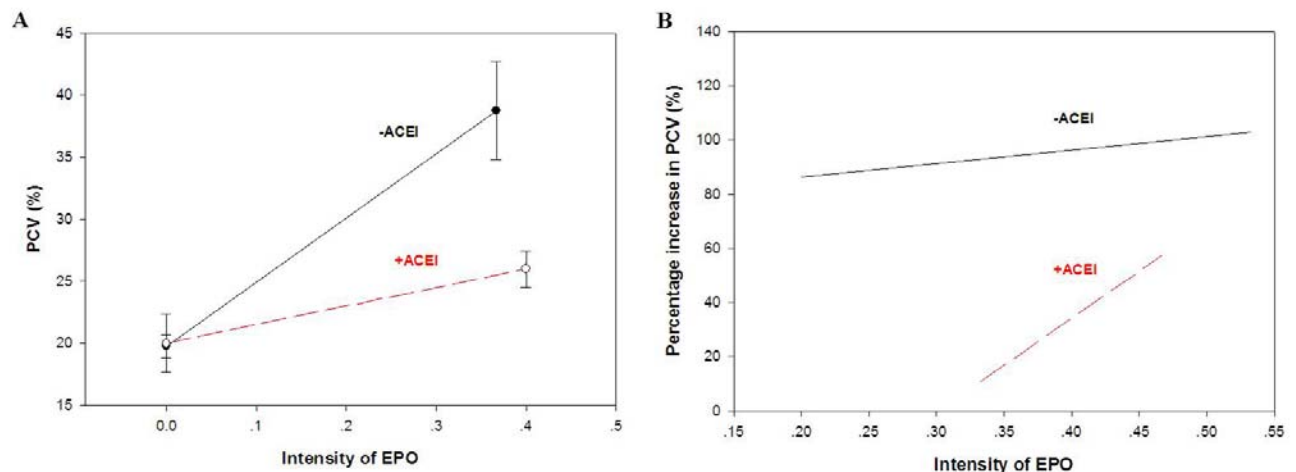 A
PCV (%)
45
40
35
30
25
20
15
-ACEI
+ACEI
0.0 .1 .2 .3 .4 .5
Intensity of EPO
B
Percentage increase in PCV (%)
140
120
100
80
60
40
20
0
-ACEI
+ACEI
.15 .20 .25 .30 .35 .40 .45 .50 .55
Intensity of EPO